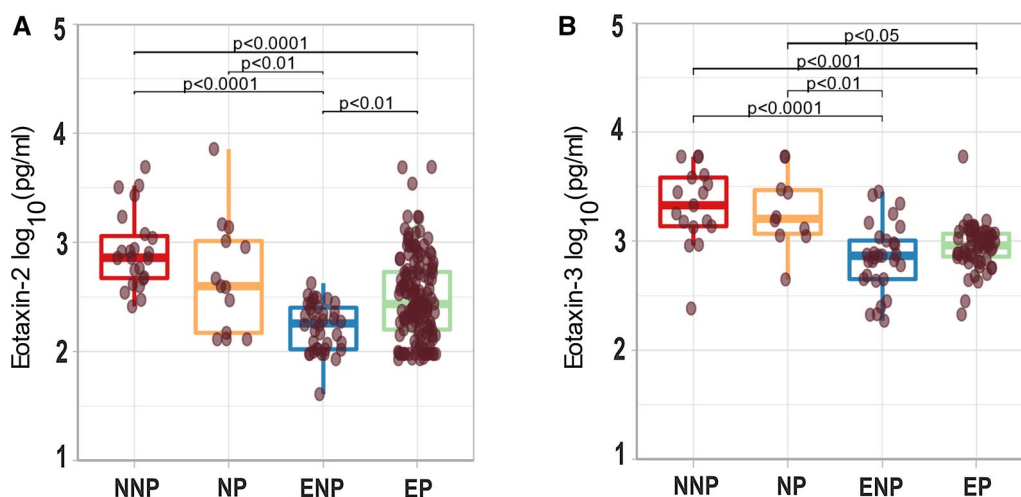 A
Eotaxin-2 log10(pg/ml)
5
4
3
2
1
p<0.0001
p<0.01
p<0.0001
p<0.01
NNP NP ENP EP
B
Eotaxin-3 log10(pg/ml)
5
4
3
2
1
p<0.05
p<0.001
p<0.01
p<0.0001
NNP NP ENP EP